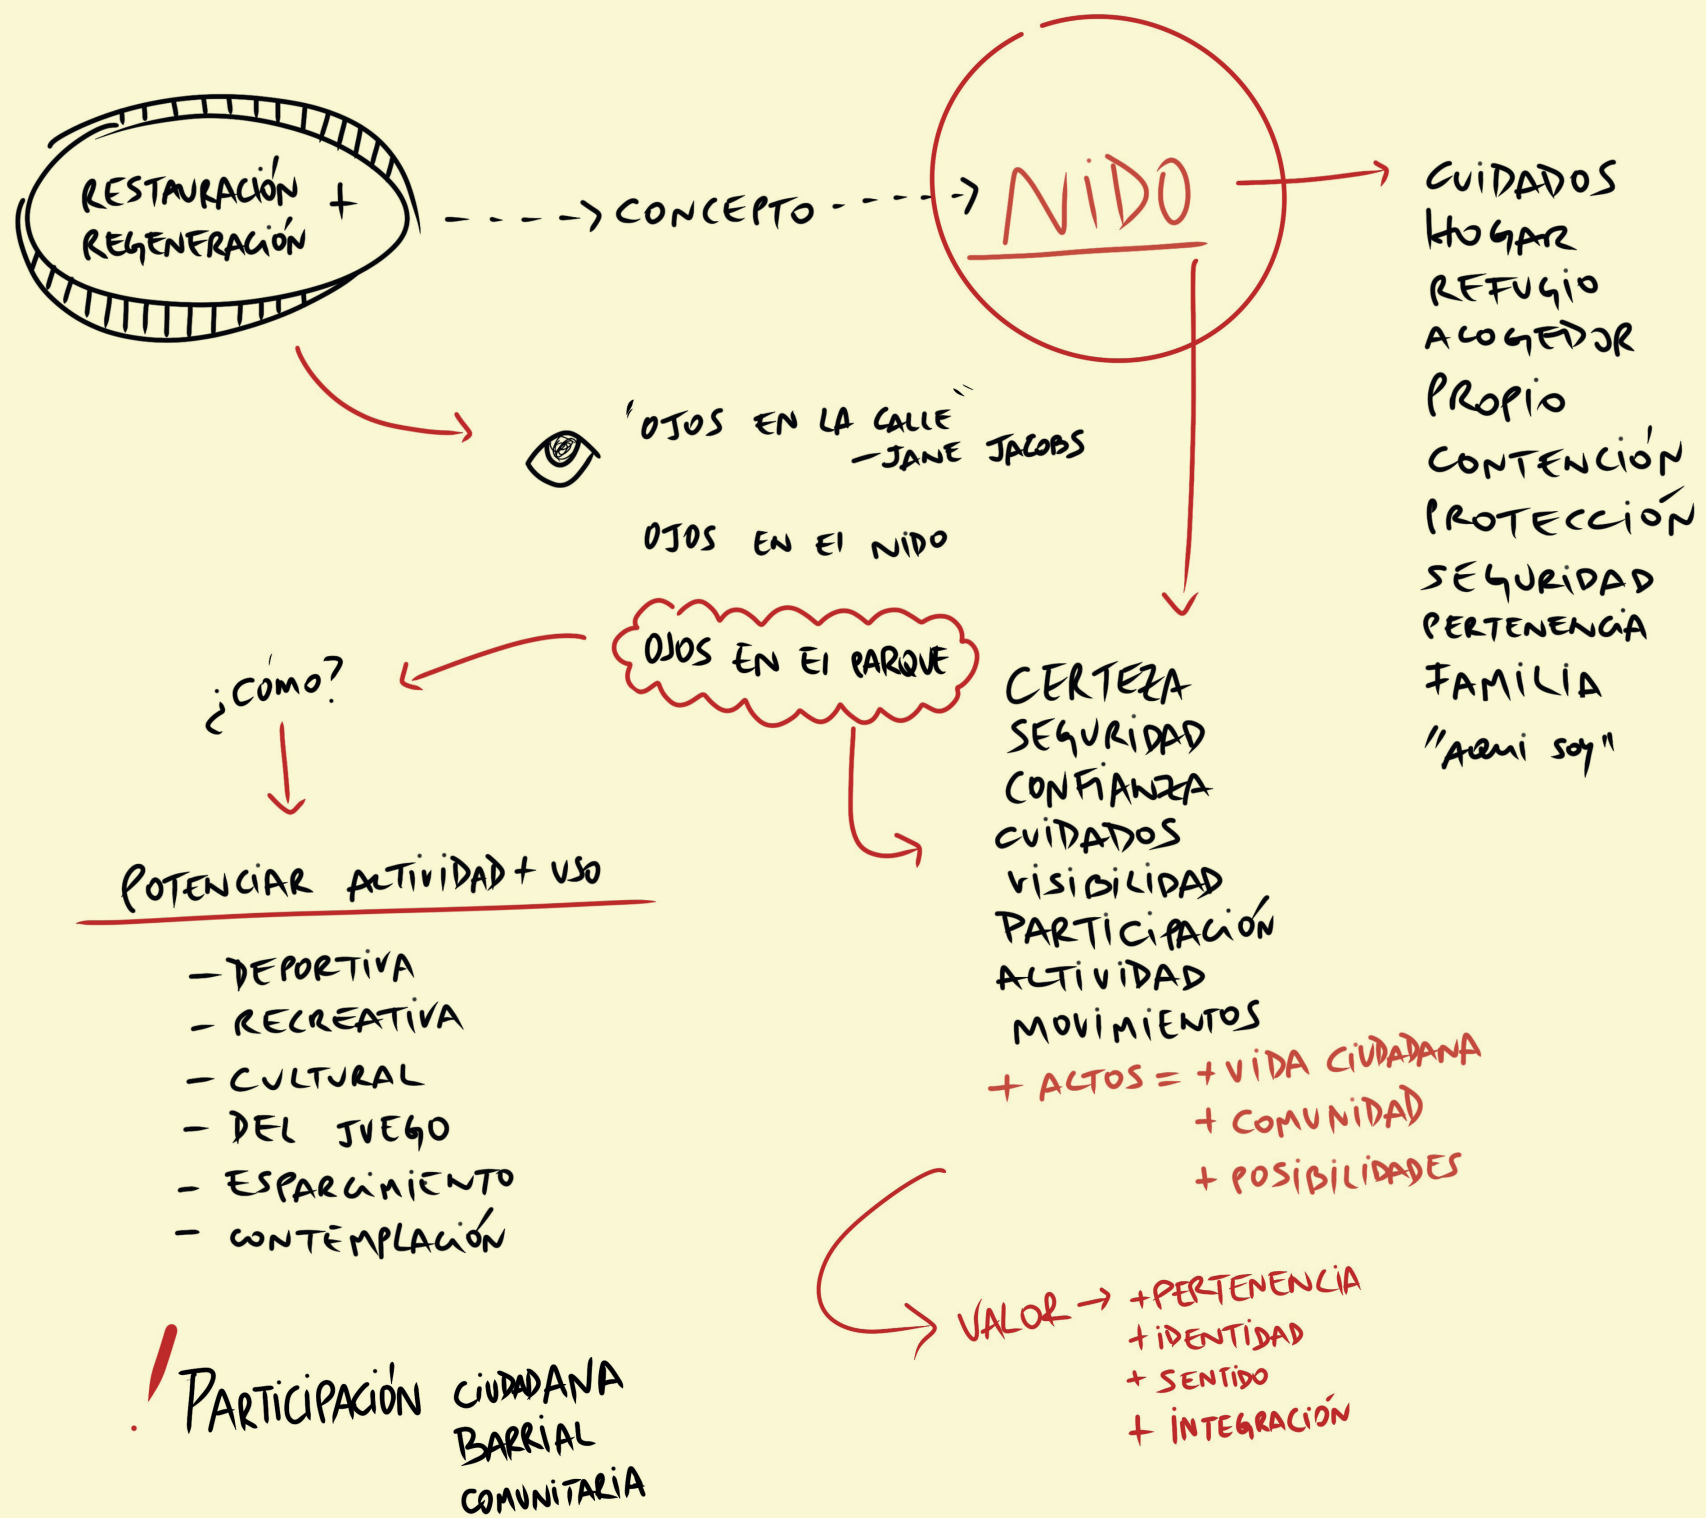 RESTAURACIÓN +
REGENERACIÓN
CONCEPTO
NIDO
CUIDADOS
HOGAR
REFUGIO
ACOGEDOR
PROPIO
CONTENCIÓN
PROTECCIÓN
SEGURIDAD
PERTENENCIA
FAMILIA
"AQUI SOY"
"OJOS EN LA CALLE"
- JANE JACOBS
OJOS EN El NIDO
OJOS EN El PARQUE
¿CÓMO?
POTENCIAR ACTIVIDAD + USO
- DEPORTIVA
- RECREATIVA
- CULTURAL
- DEL JUEGO
- ESPARCIMIENTO
- CONTEMPLACIÓN
CERTEZA
SEGURIDAD
CONFIANZA
CUIDADOS
VISIBILIDAD
PARTICIPACIÓN
ACTIVIDAD
MOVIMIENTOS
+ ACTOS = + VIDA CIUDADANA
+ COMUNIDAD
+ POSIBILIDADES
VALOR → + PERTENENCIA
+ IDENTIDAD
+ SENTIDO
+ INTEGRACIÓN
! PARTICIPACIÓN CIUDADANA
BARRIAL
COMUNITARIA